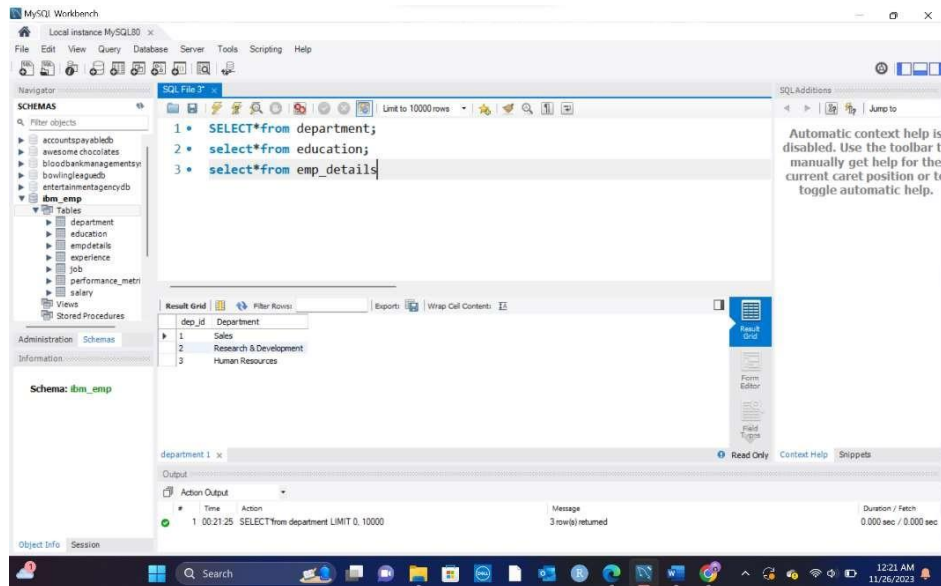 MySQL Workbench
Local instance MySQL80 ×
File Edit View Query Database Server Tools Scripting Help
Navigator
SCHEMAS
Filter objects
accountspayabledb
awesome chocolates
bloodbankmanagementsy
bowlingleaguedb
entertainmentagencydb
ibm_emp
Tables
department
education
empdetails
experience
job
performance_metri
salary
Views
Stored Procedures
Administration Schemas
Information
Schema: ibm_emp
Object Info Session
SQL File 3* ×
Limit to 10000 rows
1 SELECT*from department;
2 select*from education;
3 select*from emp_details
Result Grid Filter Rows: Export: Wrap Cell Content: IA
dep_id Department
1 Sales
2 Research & Development
3 Human Resources
Result
Grid
Form
Editor
Field
Types
department 1 ×
Read Only
SQLAdditions
Jump to
Automatic context help is
disabled. Use the toolbar t
manually get help for the
current caret position or to
toggle automatic help.
Context Help Snippets
Output
Action Output
# Time Action Message Duration / Fetch
1 00:21:25 SELECT*from department LIMIT 0, 10000 3 row(s) returned 0.000 sec / 0.000 sec
Search
12:21 AM
11/26/2023